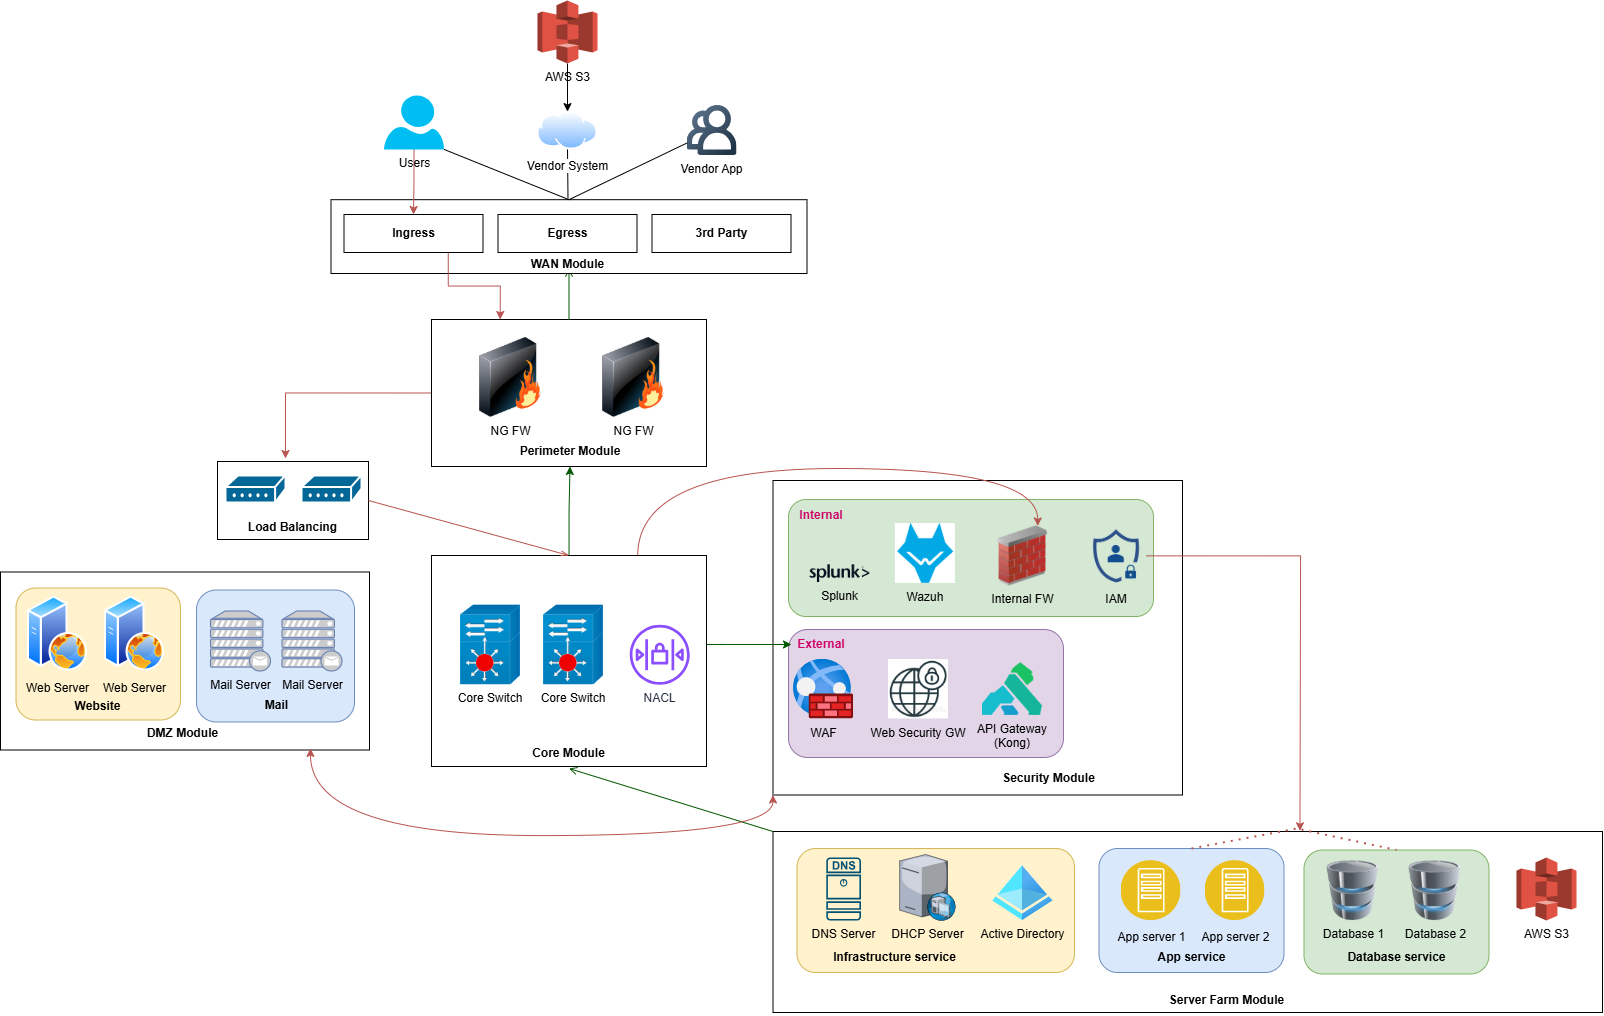 AWS S3
Users
Vendor System
Vendor App
Ingress
Egress
3rd Party
WAN Module
NG FW
NG FW
Perimeter Module
Load Balancing
Internal
splunk>
Splunk
Wazuh
Internal FW
IAM
External
WAF
Web Security GW
API Gateway
(Kong)
Security Module
Core Switch
Core Switch
NACL
Core Module
Web Server
Web Server
Website
Mail Server
Mail Server
Mail
DMZ Module
DNS
DNS Server
DHCP Server
Active Directory
Infrastructure service
App server 1
App server 2
App service
Database 1
Database 2
Database service
AWS S3
Server Farm Module